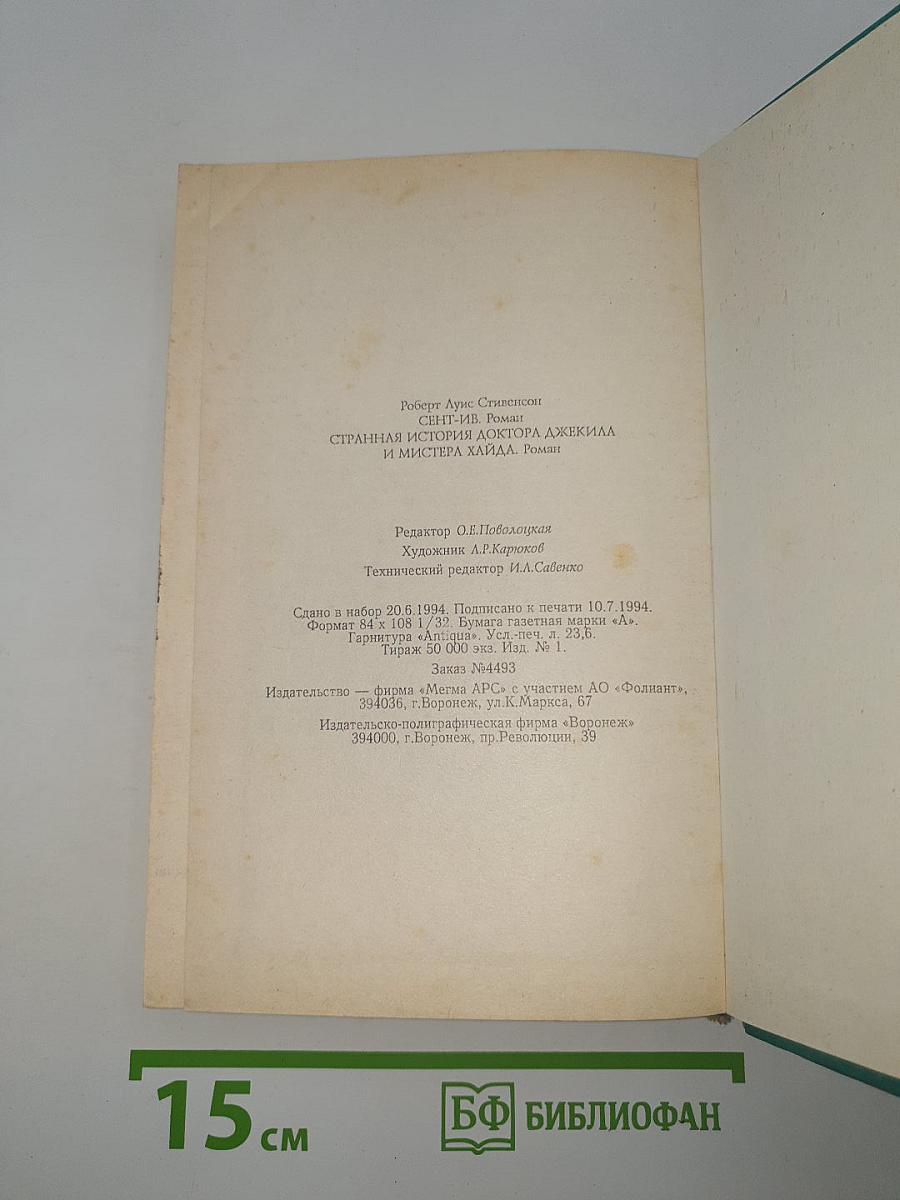 Роберт Луис Стивенсон
СЕНТ-ИВ. Роман
СТРАННАЯ ИСТОРИЯ ДОКТОРА ДЖЕКИЛА
И МИСТЕРА ХАЙДА. Роман
Редактор О.Е.Поволоцкая
Художник Л.Р.Карюков
Технический редактор И.Л.Савенко
Сдано в набор 20.6.1994. Подписано к печати 10.7.1994.
Формат 84 x 108 1/32. Бумага газетная марки «А».
Гарнитура «Antiqua». Усл.-печ. л. 23,6.
Тираж 50 000 экз. Изд. № 1.
Заказ №4493
Издательство — фирма «Мегма АРС» с участием АО «Фолиант»,
394036, г.Воронеж, ул.К.Маркса, 67
Издательско-полиграфическая фирма «Воронеж»
394000, г.Воронеж, пр.Революции, 39
15 см
БФ БИБЛИОФАН